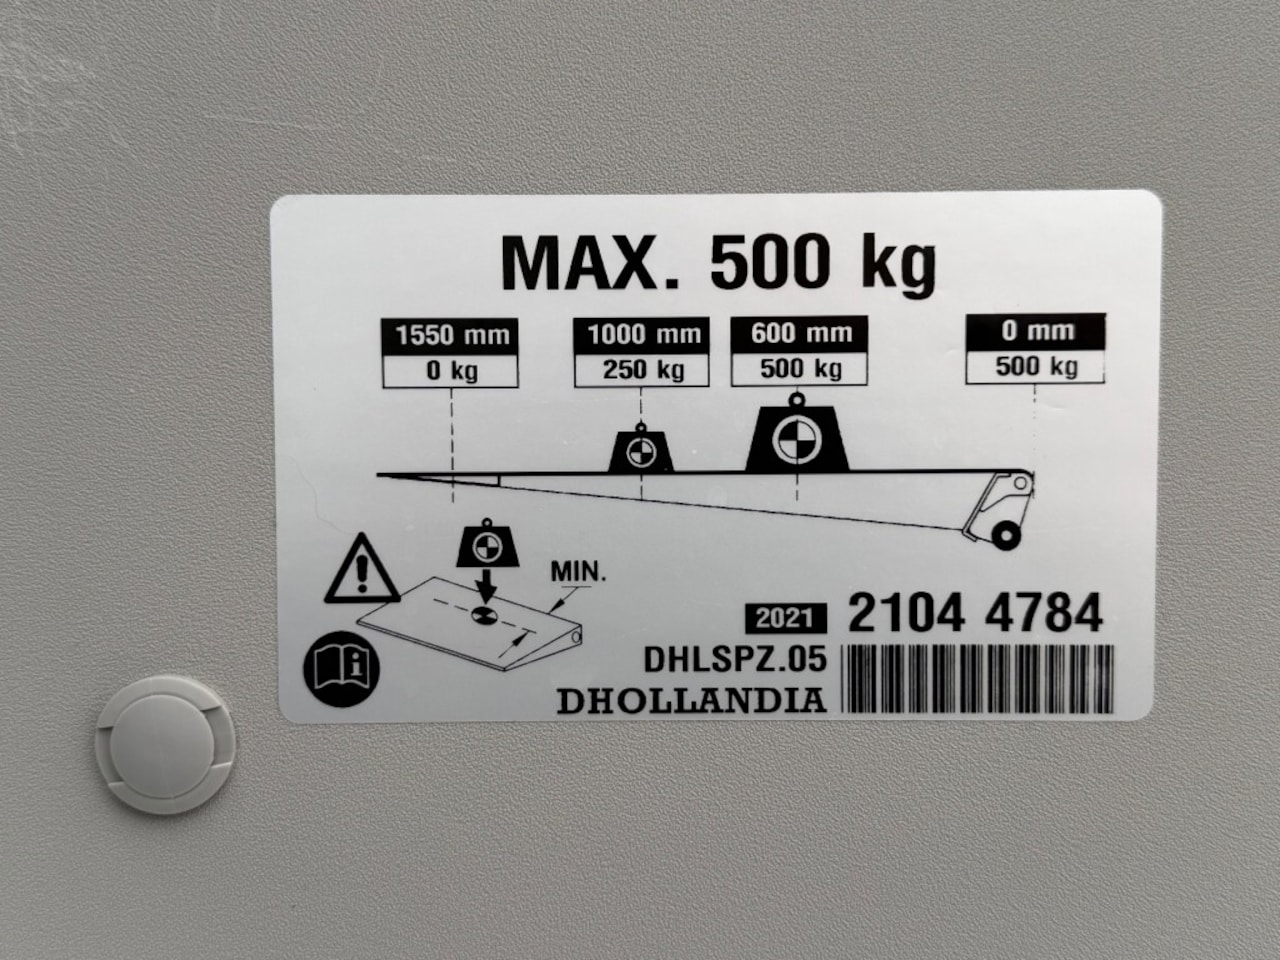 MAX. 500 kg
1550 mm 1000 mm 600 mm 0 mm
0 kg 250 kg 500 kg 500 kg
MIN.
2021 2104 4784
DHLSPZ.05
DHOLLANDIA